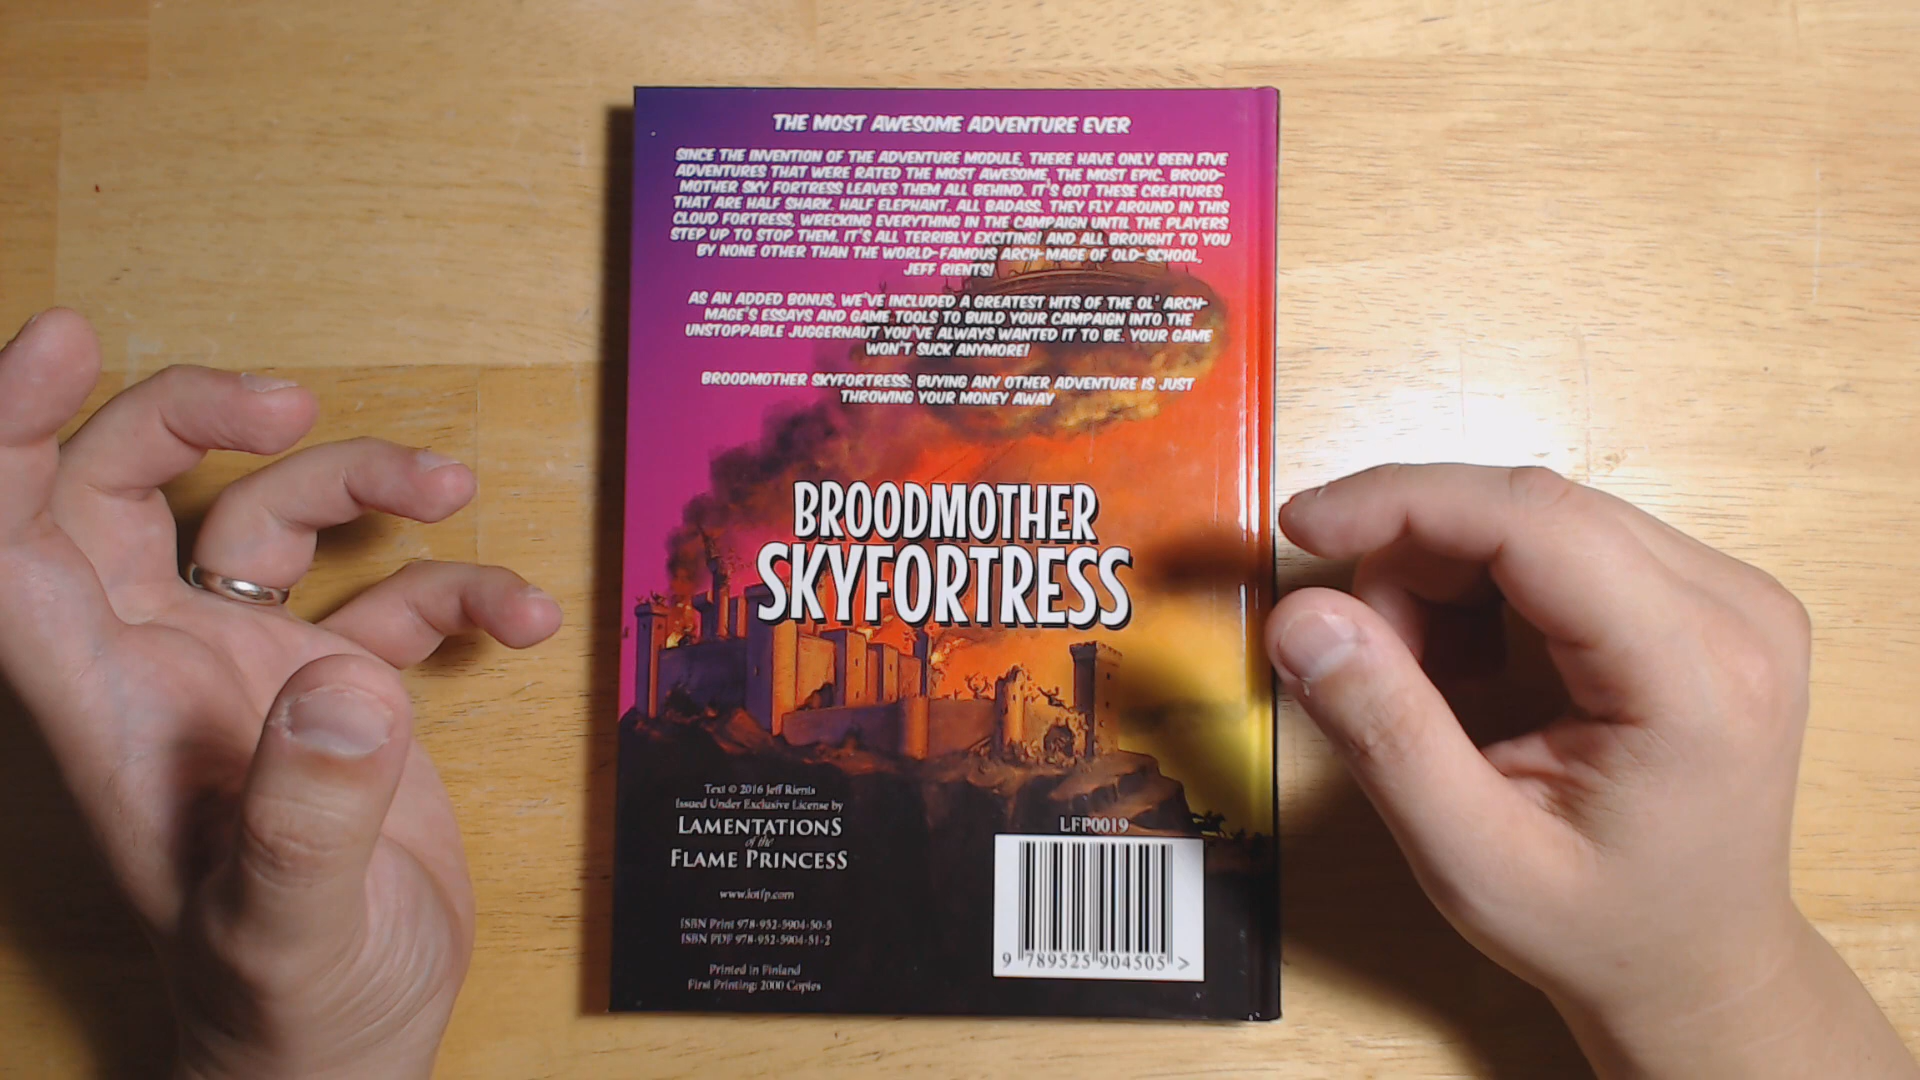 THE MOST AWESOME ADVENTURE EVER
SINCE THE INVENTION OF THE ADVENTURE MODULE, THERE HAVE ONLY BEEN FIVE
ADVENTURES THAT WERE RATED THE MOST AWESOME, THE MOST EPIC. BROOD-
MOTHER SKY FORTRESS LEAVES THEM ALL BEHIND. IT'S GOT THESE CREATURES
THAT ARE HALF SHARK. HALF ELEPHANT. ALL BADASS. THEY FLY AROUND IN THIS
CLOUD FORTRESS, WRECKING EVERYTHING IN THE CAMPAIGN UNTIL THE PLAYERS
STEP UP TO STOP THEM. IT'S ALL TERRIBLY EXCITING! AND ALL BROUGHT TO YOU
BY NONE OTHER THAN THE WORLD-FAMOUS ARCH-MAGE OF OLD-SCHOOL,
JEFF RIENTS!
AS AN ADDED BONUS, WE'VE INCLUDED A GREATEST HITS OF THE OL' ARCH-
MAGE'S ESSAYS AND GAME TOOLS TO BUILD YOUR CAMPAIGN INTO THE
UNSTOPPABLE JUGGERNAUT YOU'VE ALWAYS WANTED IT TO BE. YOUR GAME
WON'T SUCK ANYMORE!
BROODMOTHER SKYFORTRESS: BUYING ANY OTHER ADVENTURE IS JUST
THROWING YOUR MONEY AWAY
BROODMOTHER
SKYFORTRESS
Text © 2016 Jeff Rients
Issued Under Exclusive License by
LAMENTATIONS
of the
FLAME PRINCESS
www.lotfp.com
ISBN Print 978-952-5904-50-5
ISBN PDF 978-952-5904-51-2
Printed in Finland
First Printing: 2000 Copies
LFP0019
9 789525 904505 >